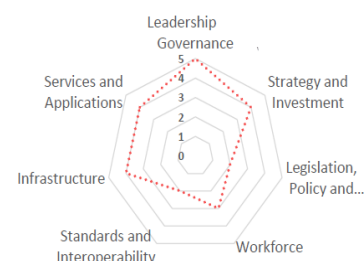 Leadership
Governance
5
4
3
2
1
0
Services and
Applications
Strategy and
Investment
Infrastructure
Legislation,
Policy and...
Standards and
Interoperability
Workforce